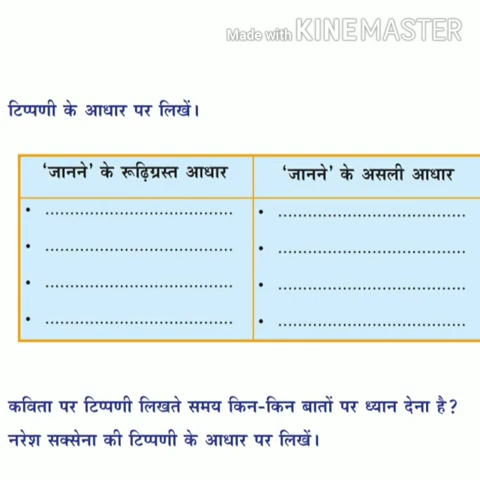 Made with KINEMASTER
टिप्पणी के आधार पर लिखें।
‘जानने’ के रूढ़िग्रस्त आधार
‘जानने’ के असली आधार
• ..................................... • .....................................
• ..................................... • .....................................
• ..................................... • .....................................
• ..................................... • .....................................
कविता पर टिप्पणी लिखते समय किन-किन बातों पर ध्यान देना है?
नरेश सक्सेना की टिप्पणी के आधार पर लिखें।